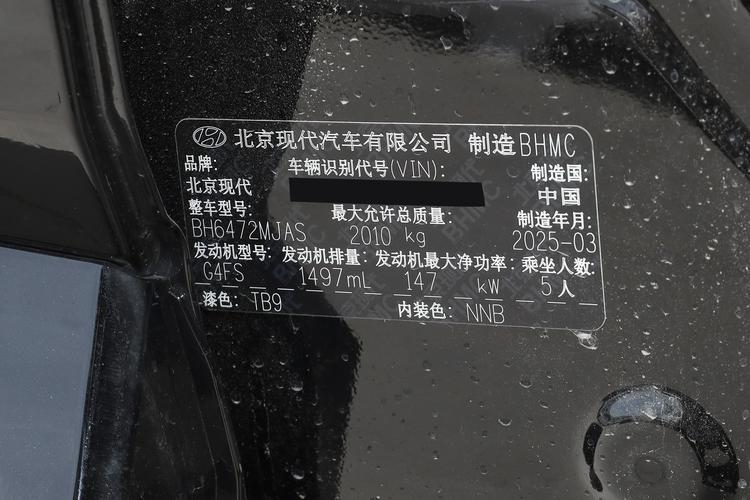 北京现代汽车有限公司 制造BHMC
品牌: 车辆识别代号(VIN): 制造国:
北京现代 中国
整车型号: 最大允许总质量: 制造年月:
BH6472MJAS 2010 kg 2025-03
发动机型号: 发动机排量: 发动机最大净功率: 乘坐人数:
G4FS 1497mL 147 kW 5人
漆色: TB9 内装色: NNB